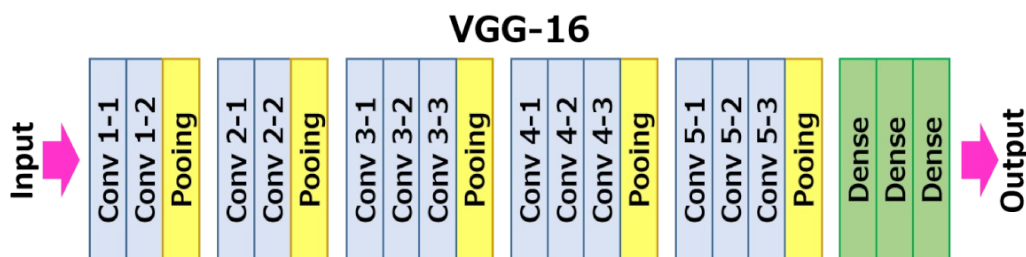 VGG-16
Input
Conv 1-1
Conv 1-2
Pooing
Conv 2-1
Conv 2-2
Pooing
Conv 3-1
Conv 3-2
Conv 3-3
Pooing
Conv 4-1
Conv 4-2
Conv 4-3
Pooing
Conv 5-1
Conv 5-2
Conv 5-3
Pooing
Dense
Dense
Dense
Output